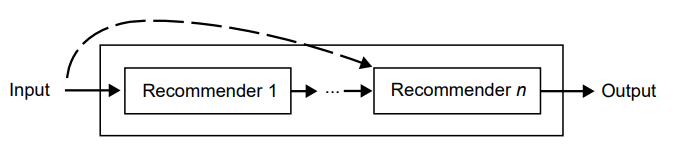 Input
Recommender 1
...
Recommender n
Output